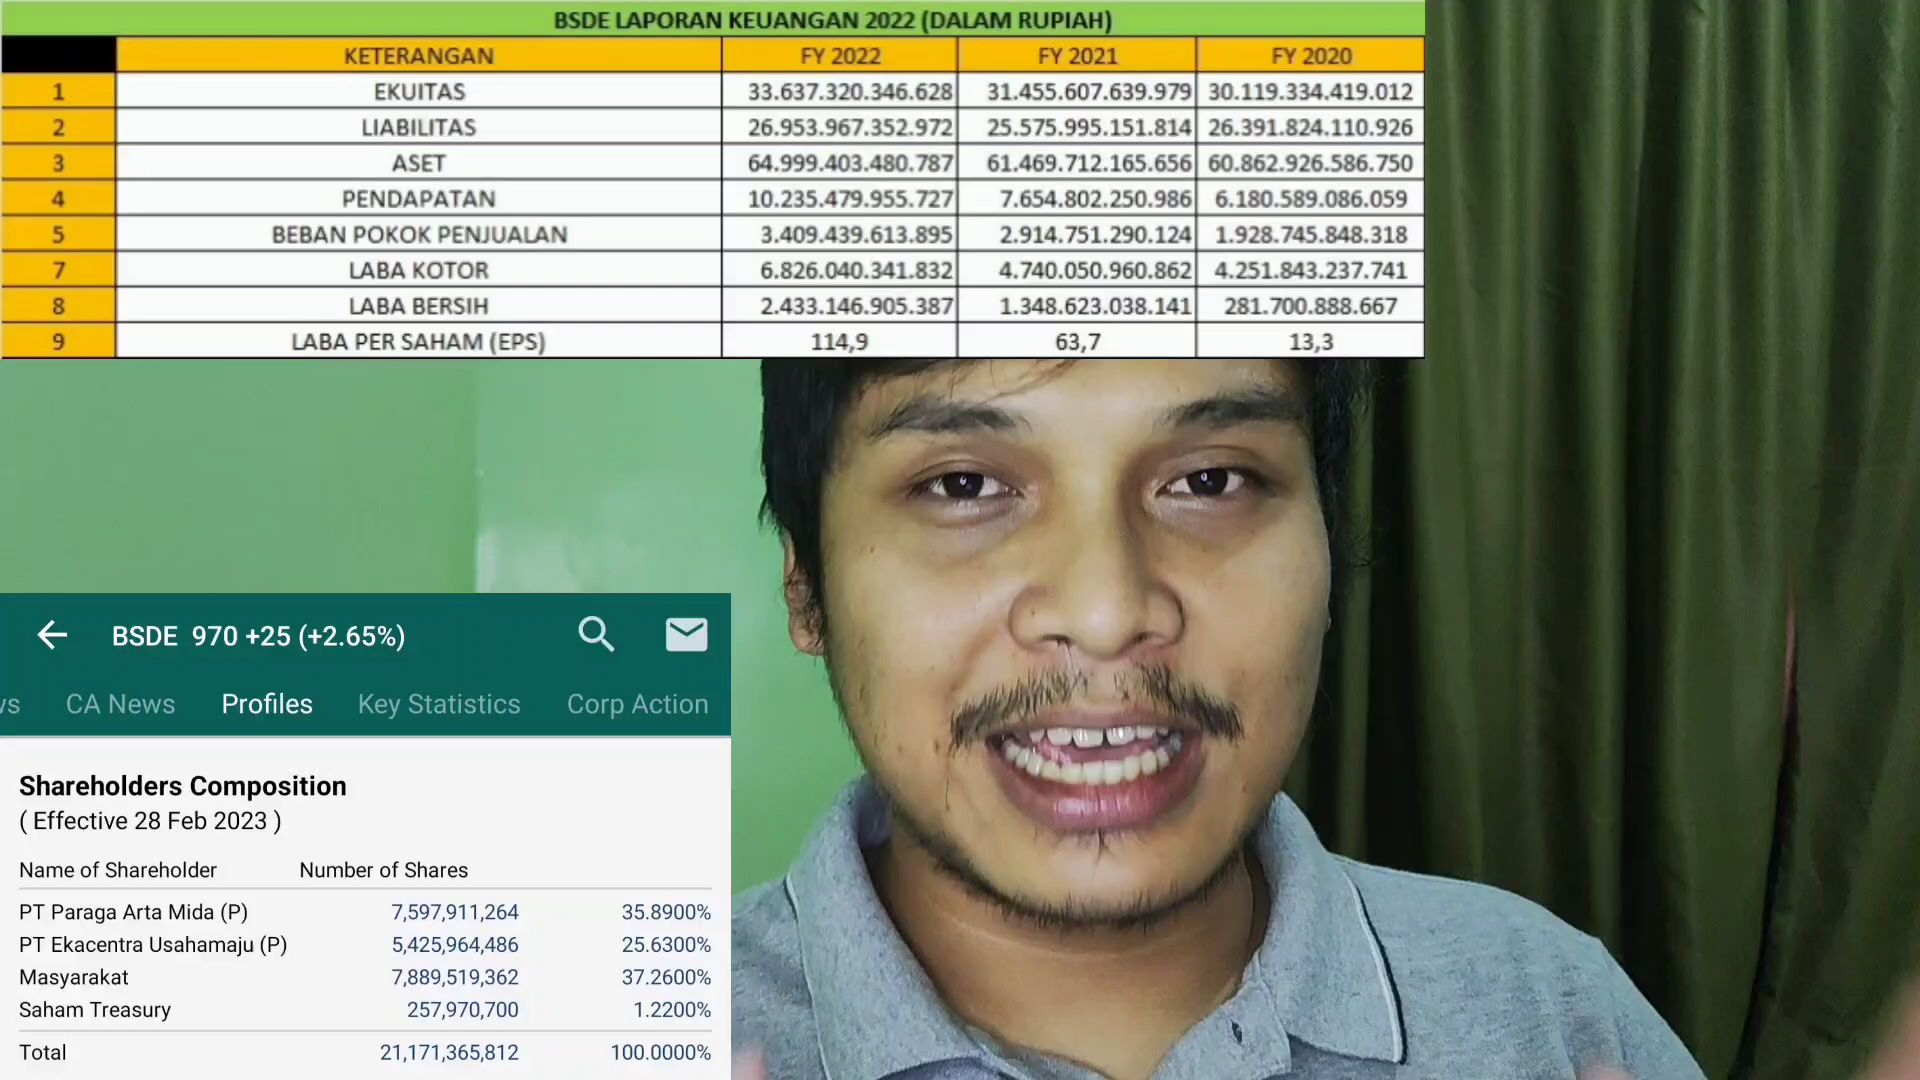 BSDE LAPORAN KEUANGAN 2022 (DALAM RUPIAH)
KETERANGAN FY 2022 FY 2021 FY 2020
1 EKUITAS 33.637.320.346.628 31.455.607.639.979 30.119.334.419.012
2 LIABILITAS 26.953.967.352.972 25.575.995.151.814 26.391.824.110.926
3 ASET 64.999.403.480.787 61.469.712.165.656 60.862.926.586.750
4 PENDAPATAN 10.235.479.955.727 7.654.802.250.986 6.180.589.086.059
5 BEBAN POKOK PENJUALAN 3.409.439.613.895 2.914.751.290.124 1.928.745.848.318
7 LABA KOTOR 6.826.040.341.832 4.740.050.960.862 4.251.843.237.741
8 LABA BERSIH 2.433.146.905.387 1.348.623.038.141 281.700.888.667
9 LABA PER SAHAM (EPS) 114,9 63,7 13,3
BSDE 970 +25 (+2.65%)
vs CA News Profiles Key Statistics Corp Action
Shareholders Composition
( Effective 28 Feb 2023 )
Name of Shareholder Number of Shares
PT Paraga Arta Mida (P) 7,597,911,264 35.8900%
PT Ekacentra Usahamaju (P) 5,425,964,486 25.6300%
Masyarakat 7,889,519,362 37.2600%
Saham Treasury 257,970,700 1.2200%
Total 21,171,365,812 100.0000%